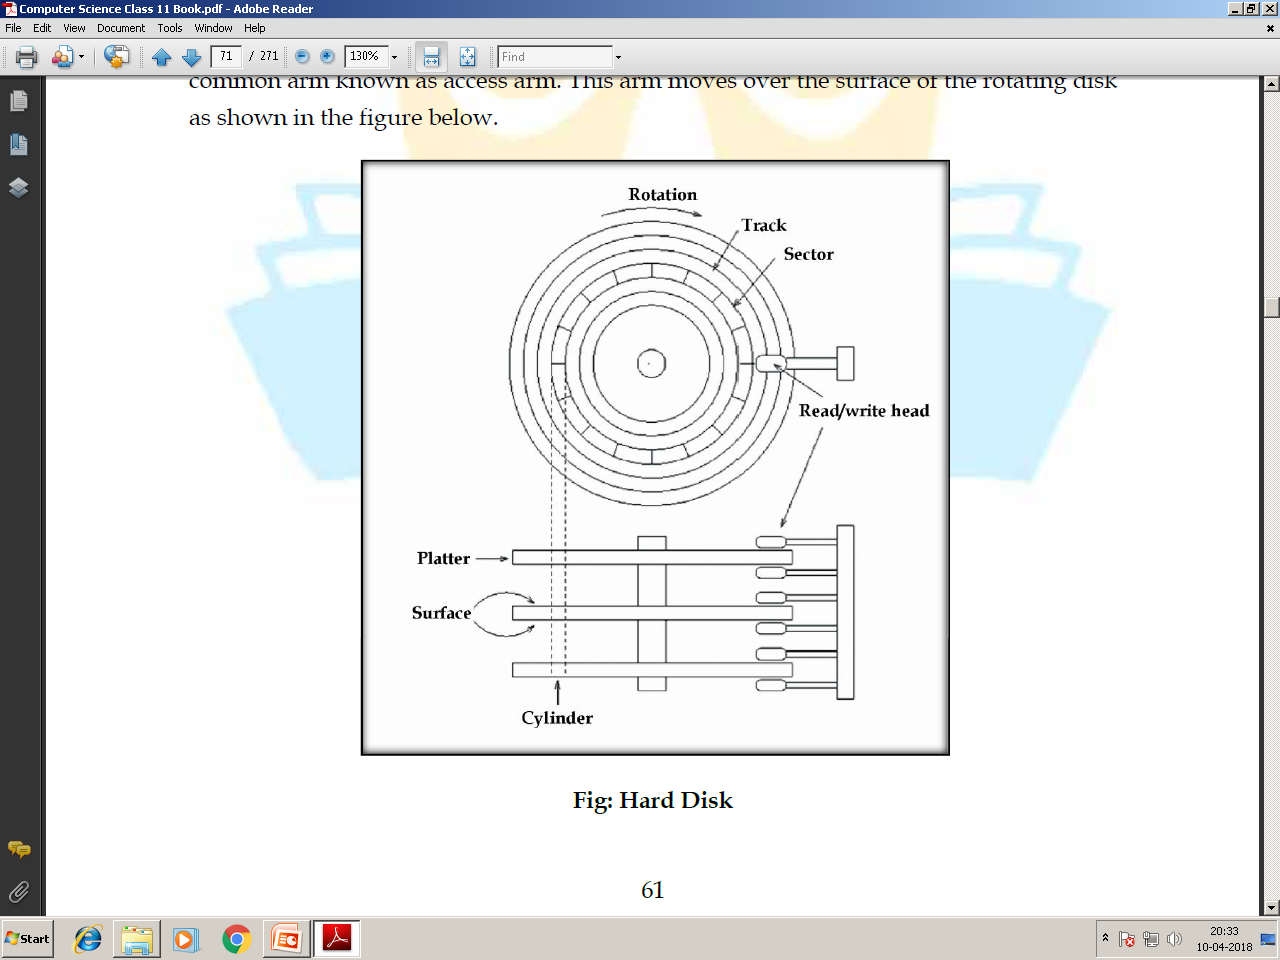 Computer Science Class 11 Book.pdf - Adobe Reader
File Edit View Document Tools Window Help
71 / 271 130% Find
common arm known as access arm. This arm moves over the surface of the rotating disk
as shown in the figure below.
Rotation
Track
Sector
Read/write head
Platter
Surface
Cylinder
Fig: Hard Disk
61
Start
20:33
10-04-2018